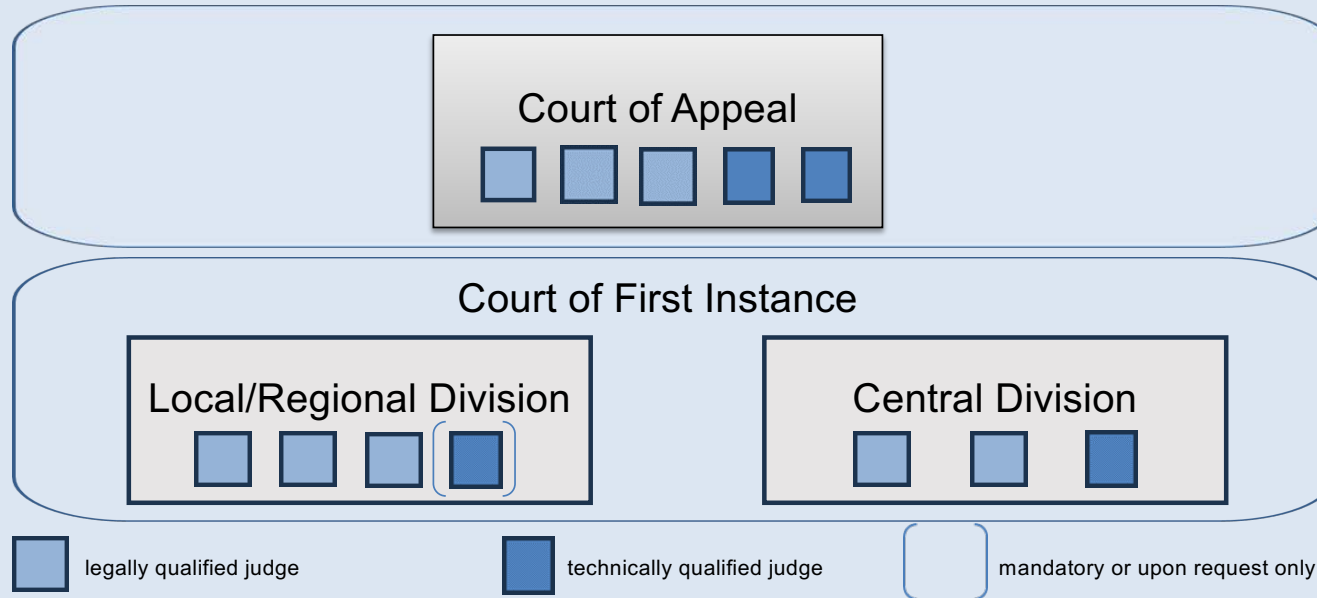 Court of Appeal
Court of First Instance
Local/Regional Division
Central Division
legally qualified judge
technically qualified judge
mandatory or upon request only